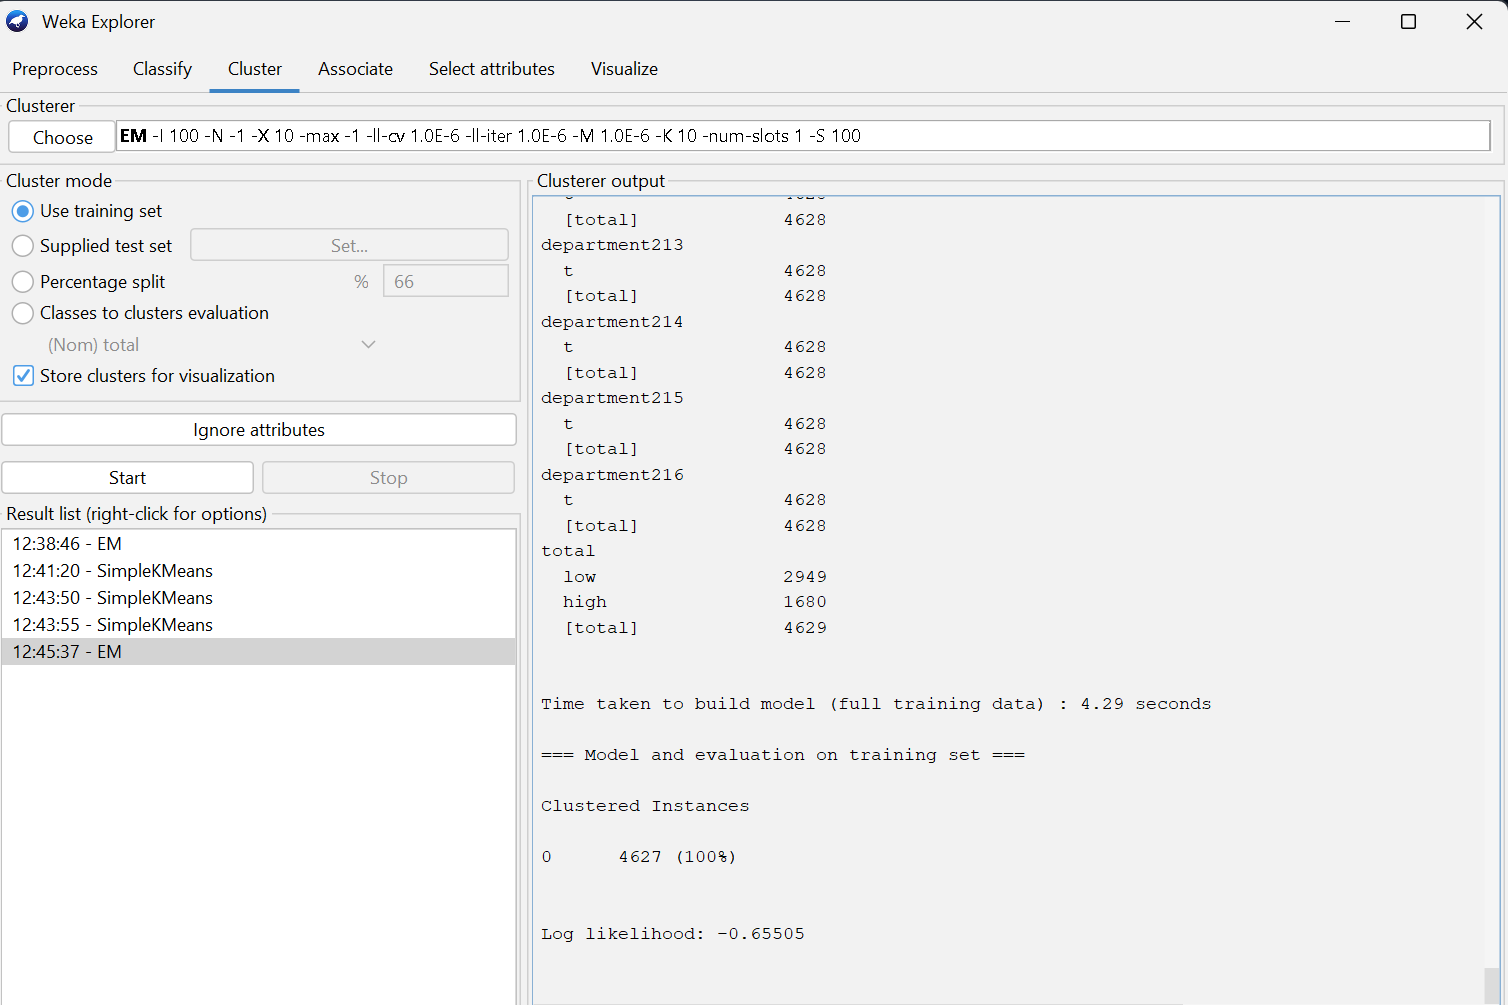 Weka Explorer
Preprocess Classify Cluster Associate Select attributes Visualize
Clusterer
Choose EM -I 100 -N -1 -X 10 -max -1 -ll-cv 1.0E-6 -ll-iter 1.0E-6 -M 1.0E-6 -K 10 -num-slots 1 -S 100
Cluster mode
Use training set
Supplied test set Set...
Percentage split % 66
Classes to clusters evaluation
(Nom) total
Store clusters for visualization
Ignore attributes
Start Stop
Result list (right-click for options)
12:38:46 - EM
12:41:20 - SimpleKMeans
12:43:50 - SimpleKMeans
12:43:55 - SimpleKMeans
12:45:37 - EM
Clusterer output
[total] 4628
department213
t 4628
[total] 4628
department214
t 4628
[total] 4628
department215
t 4628
[total] 4628
department216
t 4628
[total] 4628
total
low 2949
high 1680
[total] 4629
Time taken to build model (full training data) : 4.29 seconds
=== Model and evaluation on training set ===
Clustered Instances
0 4627 (100%)
Log likelihood: -0.65505